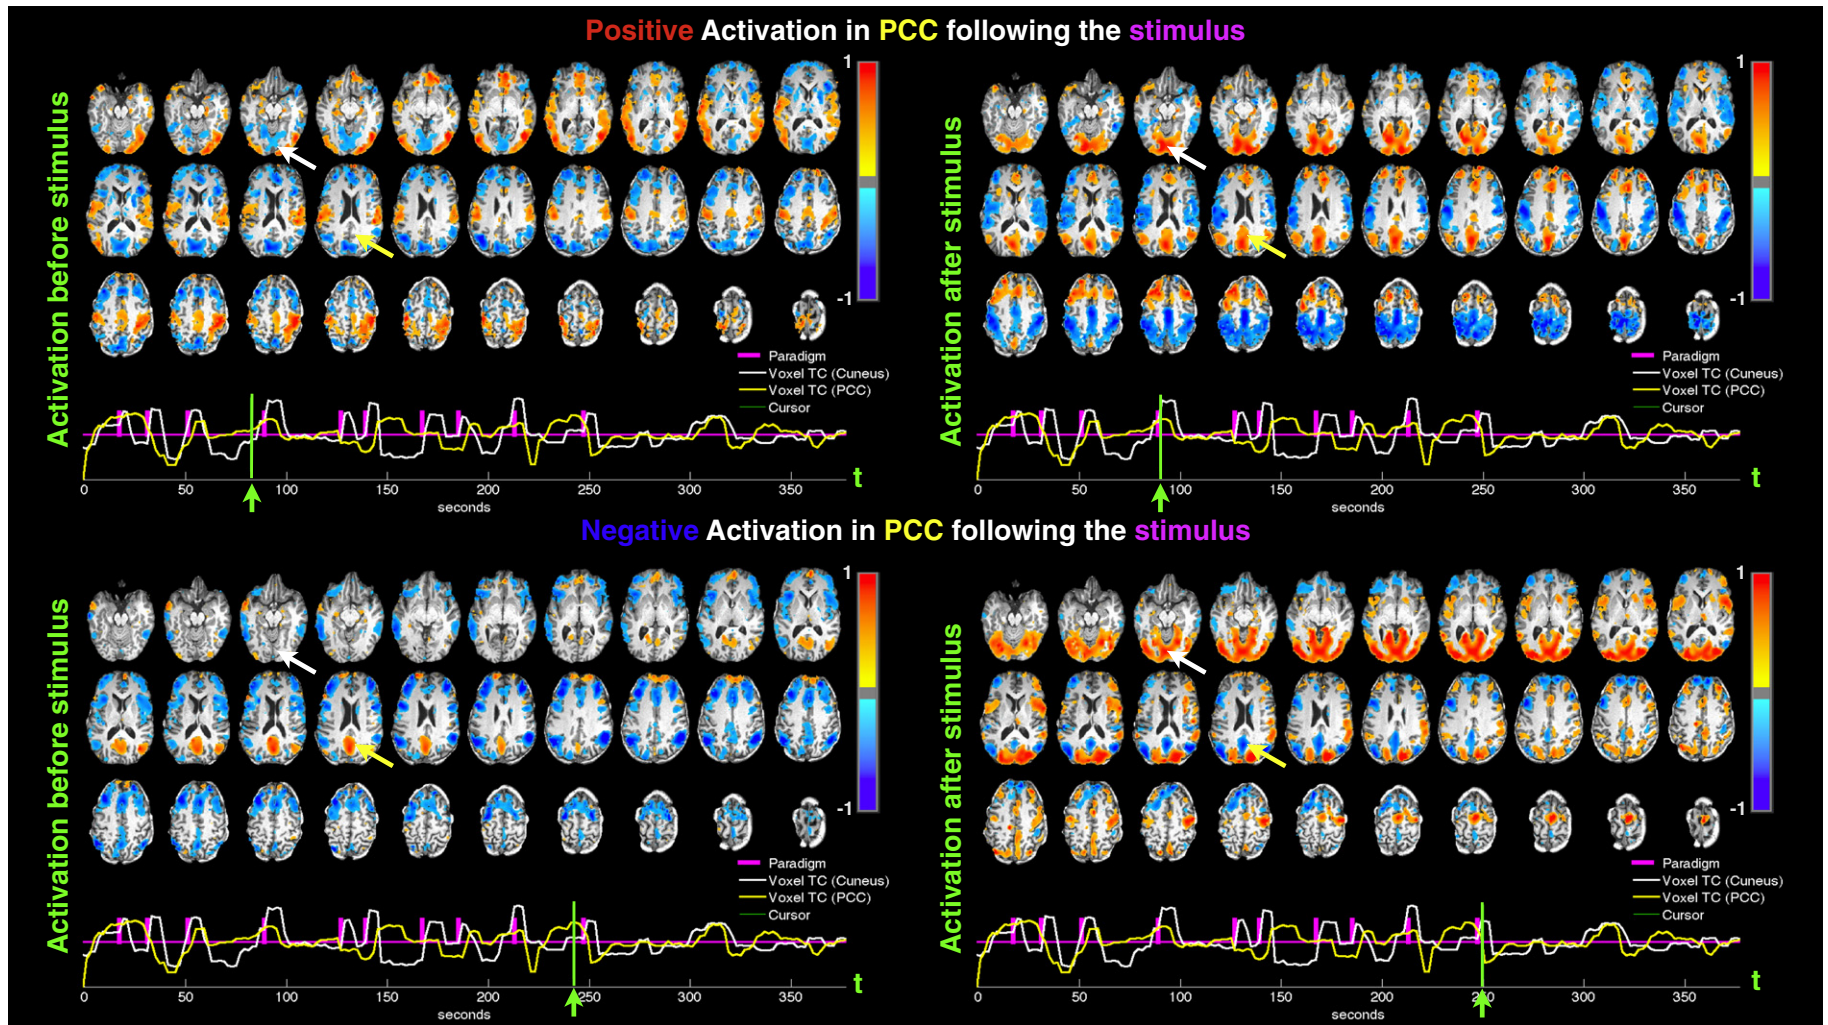 Positive Activation in PCC following the stimulus
Activation before stimulus
1
-1
Paradigm
Voxel TC (Cuneus)
Voxel TC (PCC)
Cursor
0 50 100 150 200 250 300 350
t
seconds
Activation after stimulus
1
-1
Paradigm
Voxel TC (Cuneus)
Voxel TC (PCC)
Cursor
0 50 100 150 200 250 300 350
t
seconds
Negative Activation in PCC following the stimulus
Activation before stimulus
1
-1
Paradigm
Voxel TC (Cuneus)
Voxel TC (PCC)
Cursor
0 50 100 150 200 250 300 350
t
seconds
Activation after stimulus
1
-1
Paradigm
Voxel TC (Cuneus)
Voxel TC (PCC)
Cursor
0 50 100 150 200 250 300 350
t
seconds